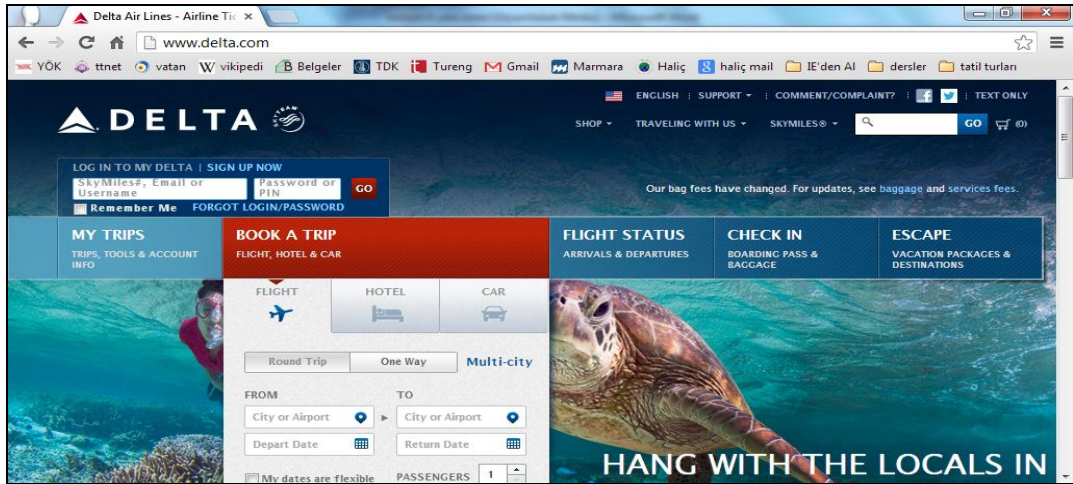 Delta Air Lines - Airline Tic
www.delta.com
YÖK ttnet vatan vikipedi Belgeler TDK Tureng Gmail Marmara Haliç haliç mail IE'den Al dersler tatil turları
ENGLISH SUPPORT COMMENT/COMPLAINT? TEXT ONLY
DELTA
SHOP TRAVELING WITH US SKYMILES® GO (0)
LOG IN TO MY DELTA | SIGN UP NOW
SkyMiles#, Email or Username
Password or PIN
GO
Remember Me FORGOT LOGIN/PASSWORD
Our bag fees have changed. For updates, see baggage and services fees.
MY TRIPS
TRIPS, TOOLS & ACCOUNT
INFO
BOOK A TRIP
FLIGHT, HOTEL & CAR
FLIGHT STATUS
ARRIVALS & DEPARTURES
CHECK IN
BOARDING PASS &
BAGGAGE
ESCAPE
VACATION PACKAGES &
DESTINATIONS
FLIGHT HOTEL CAR
Round Trip One Way Multi-city
FROM TO
City or Airport City or Airport
Depart Date Return Date
My dates are flexible PASSENGERS 1
HANG WITH THE LOCALS IN